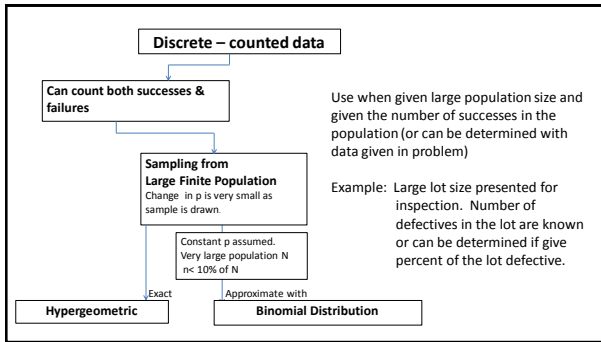 Discrete – counted data
Can count both successes &
failures
Use when given large population size and
given the number of successes in the
population (or can be determined with
data given in problem)
Sampling from
Large Finite Population
Change in p is very small as
sample is drawn.
Example: Large lot size presented for
inspection. Number of
defectives in the lot are known
or can be determined if give
percent of the lot defective.
Constant p assumed.
Very large population N
n< 10% of N
Exact
Approximate with
Hypergeometric
Binomial Distribution